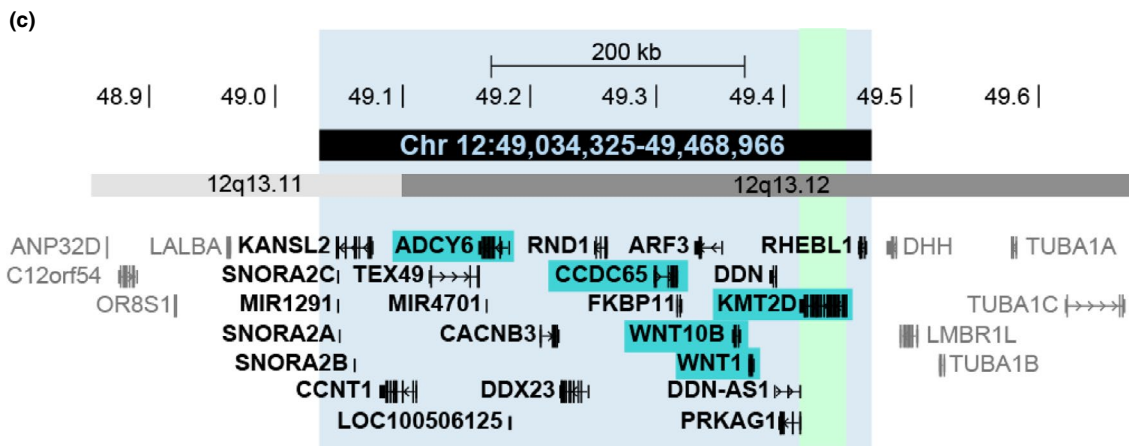 (c)
200 kb
48.9 49.0 49.1 49.2 49.3 49.4 49.5 49.6
Chr 12:49,034,325-49,468,966
12q13.11 12q13.12
ANP32D LALBA KANSL2 ADCY6 RND1 ARF3 RHEBL1 DHH TUBA1A
C12orf54 SNORA2C TEX49 CCDC65 DDN
OR8S1 MIR1291 MIR4701 FKBP11 KMT2D TUBA1C
SNORA2A CACNB3 WNT10B LMBR1L
SNORA2B WNT1 TUBA1B
CCNT1 DDX23 DDN-AS1
LOC100506125 PRKAG1